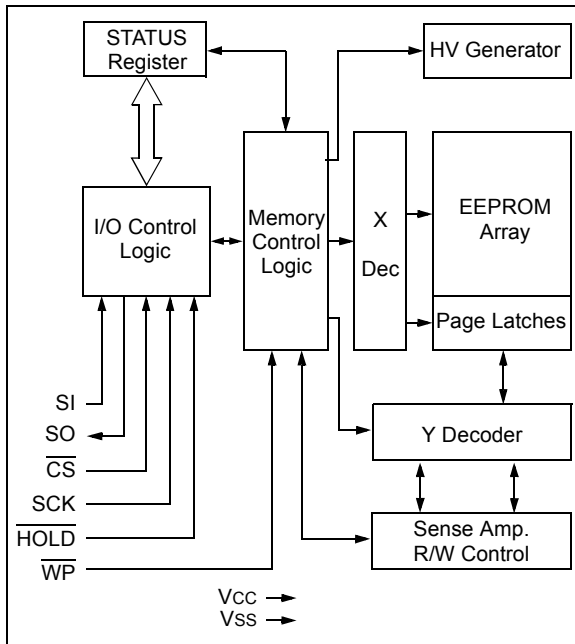 STATUS
Register
HV Generator
I/O Control
Logic
Memory
Control
Logic
X
Dec
EEPROM
Array
Page Latches
SI
SO
CS
SCK
HOLD
WP
Y Decoder
Sense Amp.
R/W Control
VCC
VSS